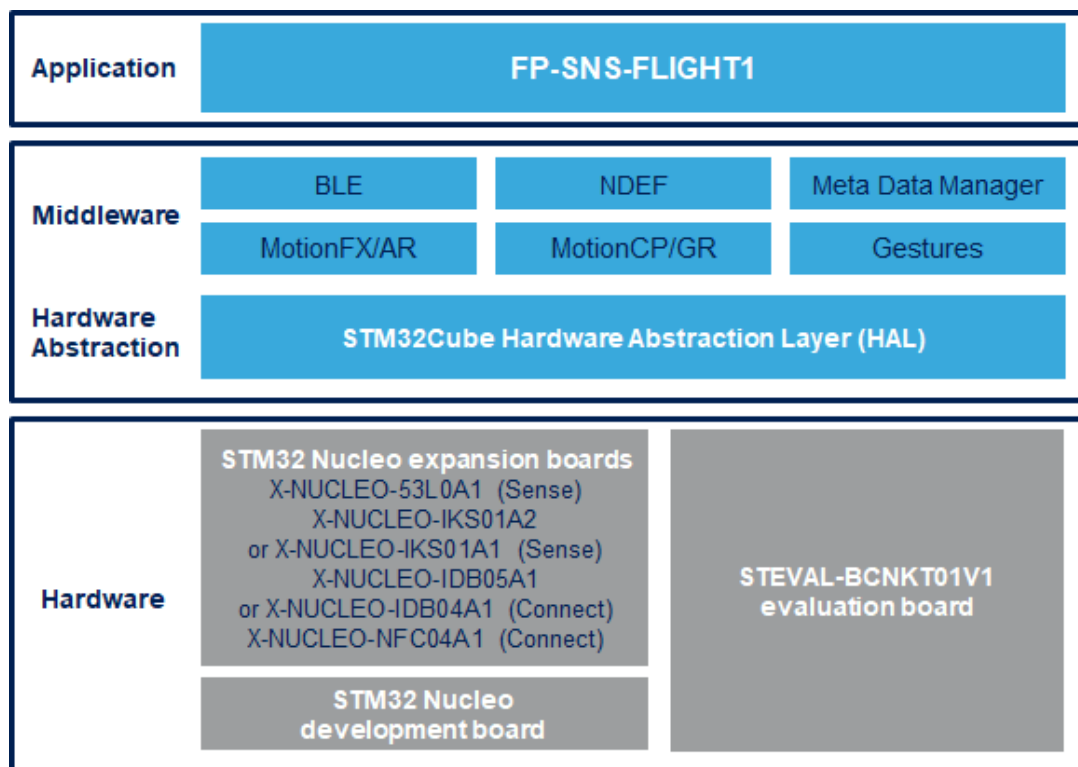 Application
FP-SNS-FLIGHT1
Middleware
BLE
NDEF
Meta Data Manager
MotionFX/AR
MotionCP/GR
Gestures
Hardware
Abstraction
STM32Cube Hardware Abstraction Layer (HAL)
Hardware
STM32 Nucleo expansion boards
X-NUCLEO-53L0A1 (Sense)
X-NUCLEO-IKS01A2
or X-NUCLEO-IKS01A1 (Sense)
X-NUCLEO-IDB05A1
or X-NUCLEO-IDB04A1 (Connect)
X-NUCLEO-NFC04A1 (Connect)
STM32 Nucleo
development board
STEVAL-BCNKT01V1
evaluation board